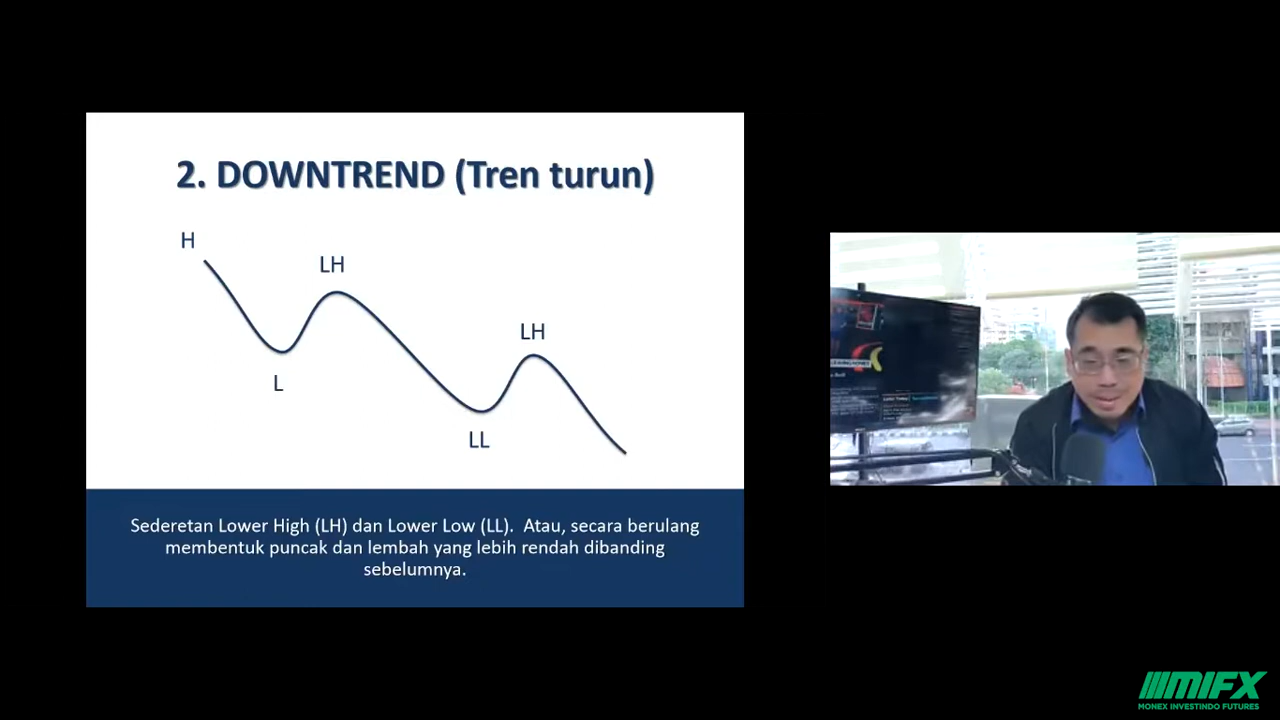 2. DOWNTREND (Tren turun)
H
LH
LH
L
LL
Sederetan Lower High (LH) dan Lower Low (LL).  Atau, secara berulang
membentuk puncak dan lembah yang lebih rendah dibanding
sebelumnya.
MIFX
MONEX INVESTINDO FUTURES